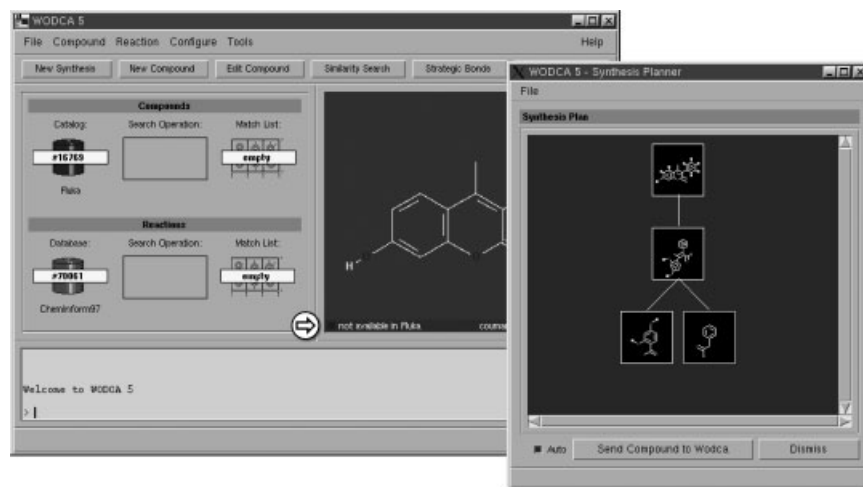 WODCA 5
File Compound Reaction Configure Tools Help
New Synthesis New Compound Edit Compound Similarity Search Strategic Bonds
Compounds
Catalog: Search Operation: Match List:
#16769 empty
Fluka
Reactions
Database: Search Operation: Match List:
#70061 empty
Cheminform97
H
not available in Fluka
Welcome to WODCA 5
>
WODCA 5 - Synthesis Planner
File
Synthesis Plan
Auto Send Compound to Wodca Dismiss